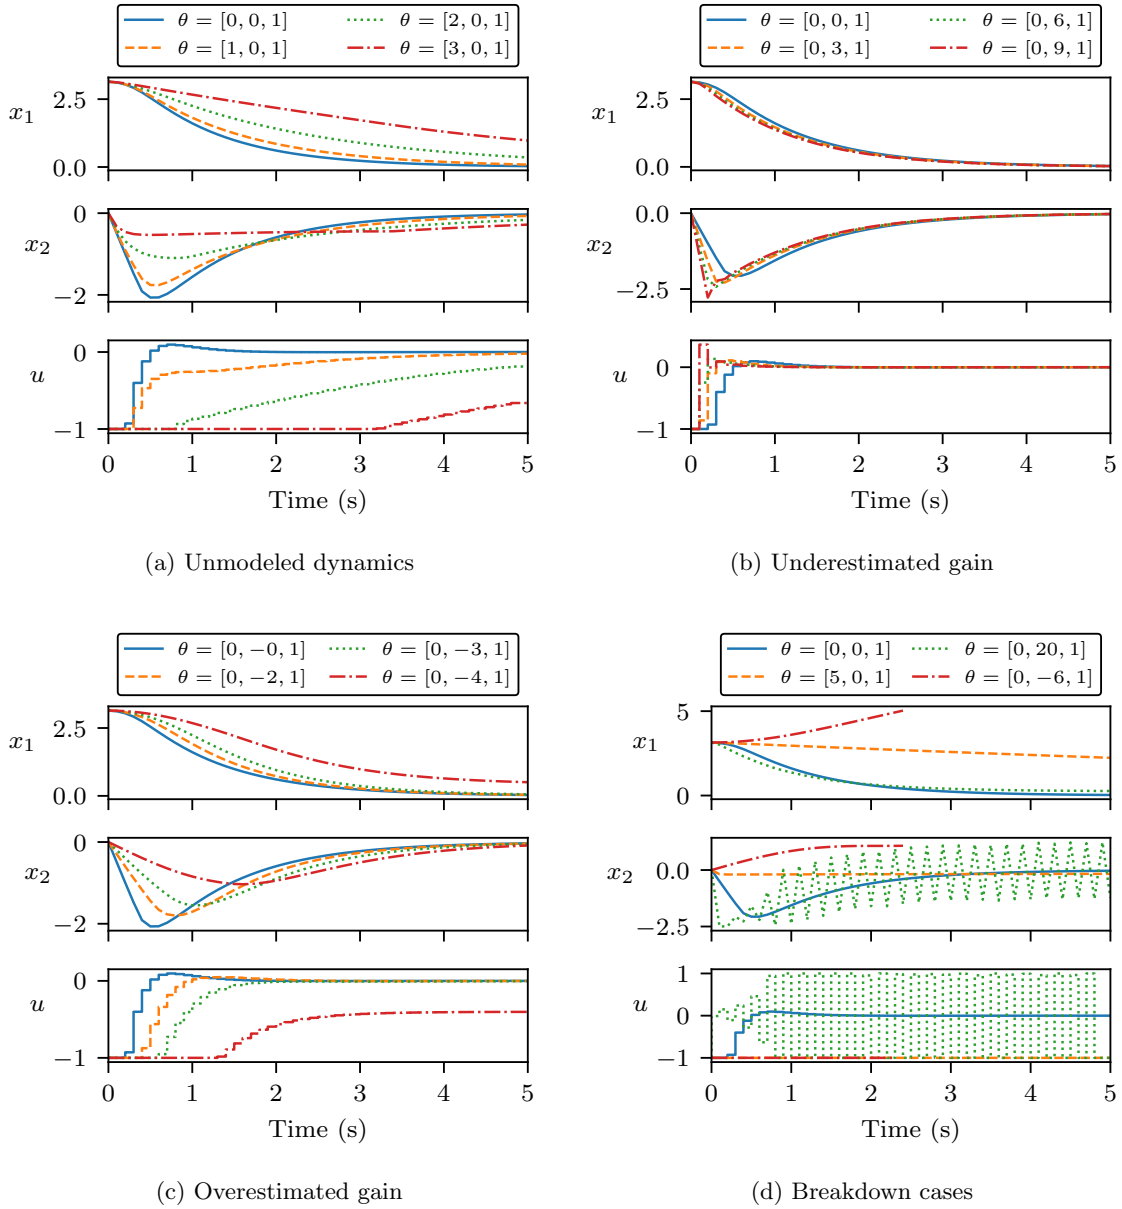 θ = [0, 0, 1] θ = [2, 0, 1]
θ = [1, 0, 1] θ = [3, 0, 1]
x₁
2.5
0.0
x₂
0
−2
u
0
−1
0 1 2 3 4 5
Time (s)
(a) Unmodeled dynamics
θ = [0, 0, 1] θ = [0, 6, 1]
θ = [0, 3, 1] θ = [0, 9, 1]
x₁
2.5
0.0
x₂
0.0
−2.5
u
0
−1
0 1 2 3 4 5
Time (s)
(b) Underestimated gain
θ = [0, −0, 1] θ = [0, −3, 1]
θ = [0, −2, 1] θ = [0, −4, 1]
x₁
2.5
0.0
x₂
0
−2
u
0
−1
0 1 2 3 4 5
Time (s)
(c) Overestimated gain
θ = [0, 0, 1] θ = [0, 20, 1]
θ = [5, 0, 1] θ = [0, −6, 1]
x₁
5
0
x₂
0.0
−2.5
u
1
0
−1
0 1 2 3 4 5
Time (s)
(d) Breakdown cases